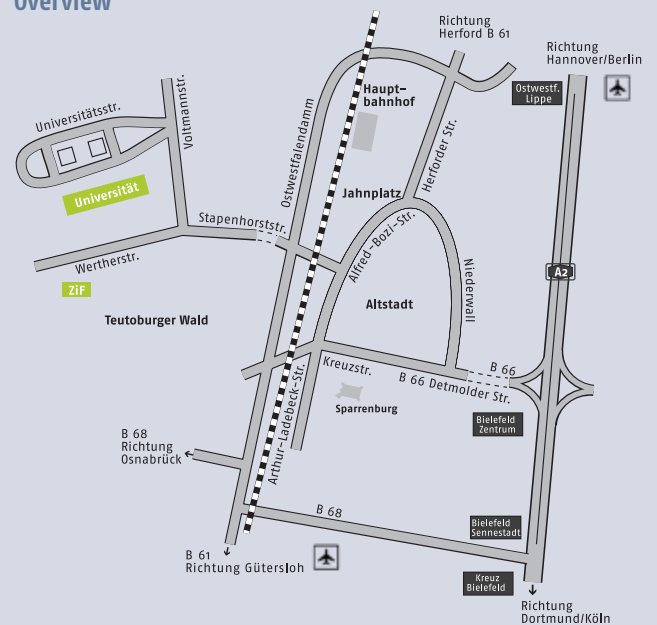 Overview
Richtung
Herford B 61
Richtung
Hannover/Berlin
Ostwestf.
Lippe
Haupt-
bahnhof
Voltmannstr.
Universitätsstr.
Universität
Ostwestfalendamm
Herforder Str.
Jahnplatz
Stapenhorststr.
Alfred-Bozi-Str.
Wertherstr.
ZiF
Niederwall
A2
Altstadt
Teutoburger Wald
Kreuzstr.
B 66
B 66 Detmolder Str.
Arthur-Ladebeck-Str.
Sparrenburg
Bielefeld
Zentrum
B 68
Richtung
Osnabrück
B 68
Bielefeld
Sennestadt
B 61
Richtung Gütersloh
Kreuz
Bielefeld
Richtung
Dortmund/Köln